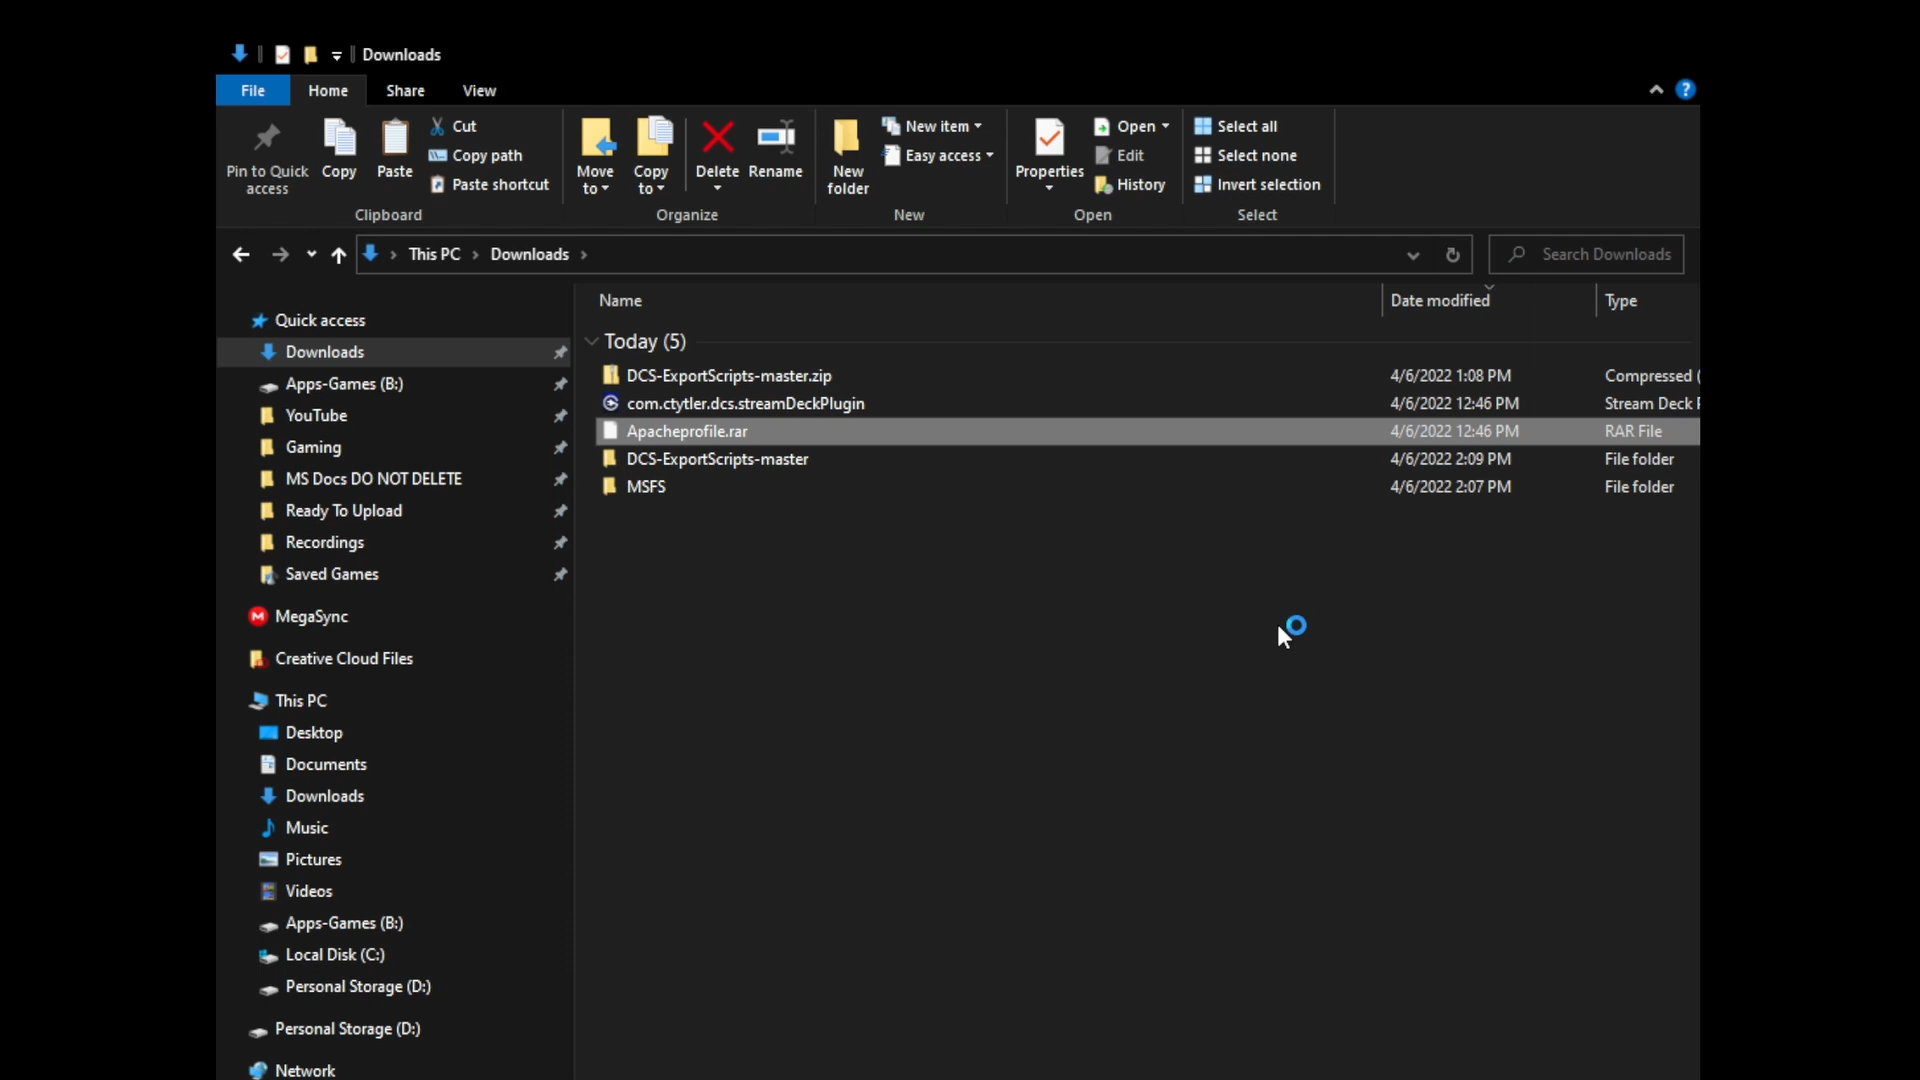 Downloads
File Home Share View
Pin to Quick access
Copy
Paste
Cut
Copy path
Paste shortcut
Clipboard
Move to
Copy to
Delete
Rename
Organize
New folder
New item
Easy access
New
Properties
Open
Edit
History
Open
Select all
Select none
Invert selection
Select
This PC > Downloads >
Search Downloads
Quick access
Downloads
Apps-Games (B:)
YouTube
Gaming
MS Docs DO NOT DELETE
Ready To Upload
Recordings
Saved Games
MegaSync
Creative Cloud Files
This PC
Desktop
Documents
Downloads
Music
Pictures
Videos
Apps-Games (B:)
Local Disk (C:)
Personal Storage (D:)
Personal Storage (D:)
Network
Name Date modified Type
Today (5)
DCS-ExportScripts-master.zip 4/6/2022 1:08 PM Compressed (
com.ctytler.dcs.streamDeckPlugin 4/6/2022 12:46 PM Stream Deck
Apacheprofile.rar 4/6/2022 12:46 PM RAR File
DCS-ExportScripts-master 4/6/2022 2:09 PM File folder
MSFS 4/6/2022 2:07 PM File folder